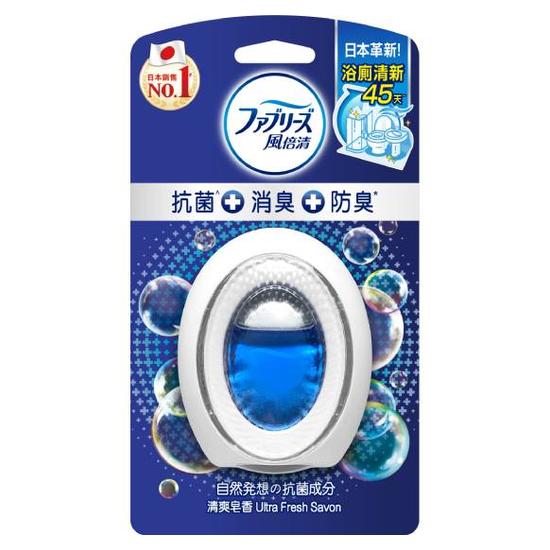 日本銷售
NO.1*
ファブリーズ
風倍清
日本革新!
浴廁清新
45天
抗菌^+消臭+防臭*
自然発想の抗菌成分
清爽皂香 Ultra Fresh Savon